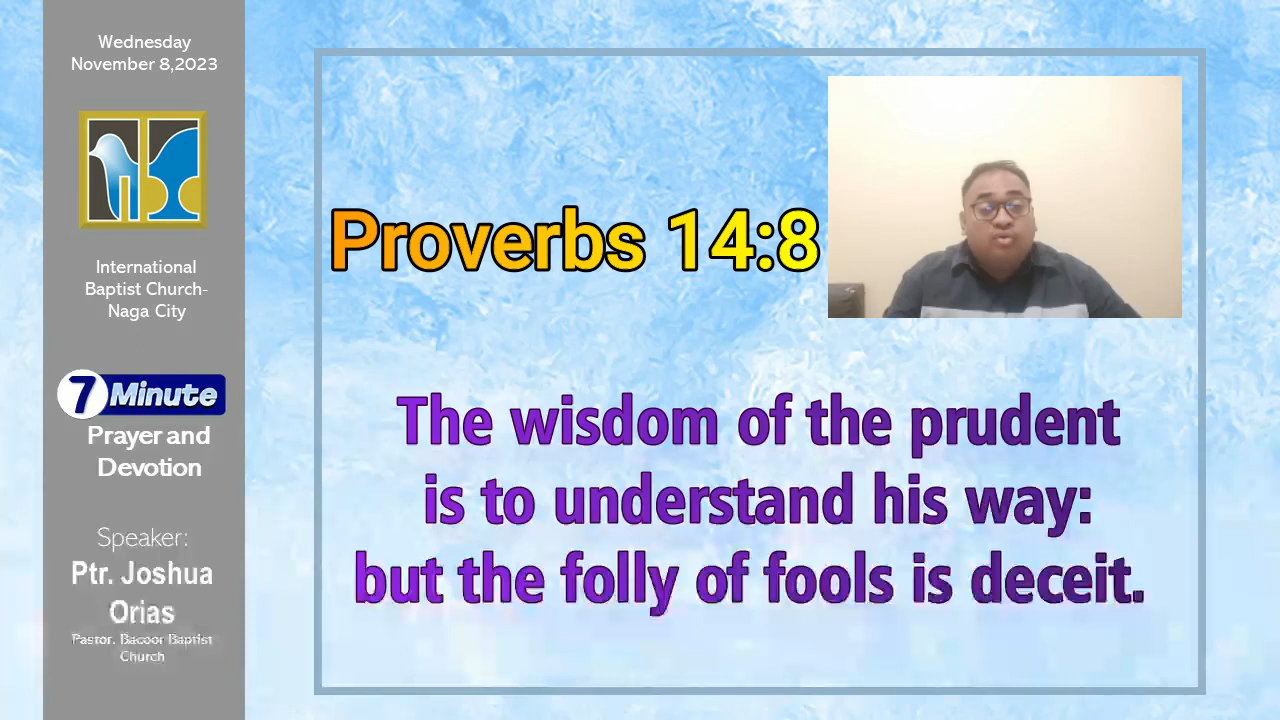 Wednesday
November 8,2023
International
Baptist Church-
Naga City
7 Minute
Prayer and
Devotion
Speaker:
Ptr. Joshua
Orias
Pastor, Bacoor Baptist
Church
Proverbs 14:8
The wisdom of the prudent
is to understand his way:
but the folly of fools is deceit.